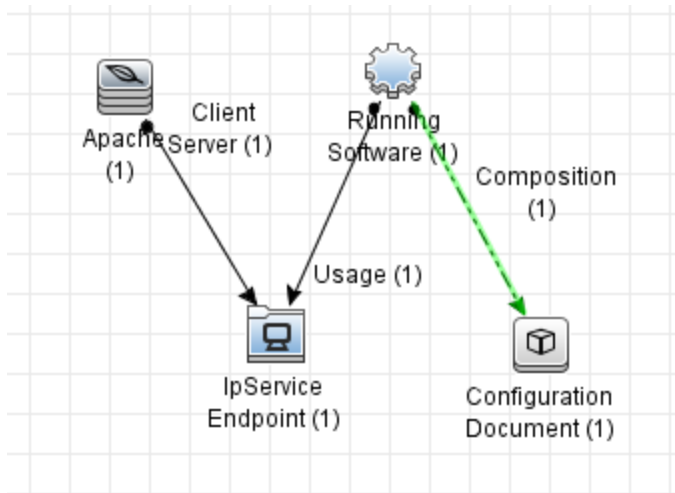 Client
Server (1)
Apache
(1)
Running
Software (1)
Composition
(1)
Usage (1)
IpService
Endpoint (1)
Configuration
Document (1)